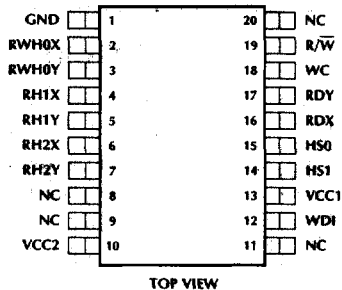 GND 1 20 NC
RWH0X 2 19 R/W̅
RWH0Y 3 18 WC
RH1X 4 17 RDY
RH1Y 5 16 RDX
RH2X 6 15 HS0
RH2Y 7 14 HS1
NC 8 13 VCC1
NC 9 12 WDI
VCC2 10 11 NC
TOP VIEW